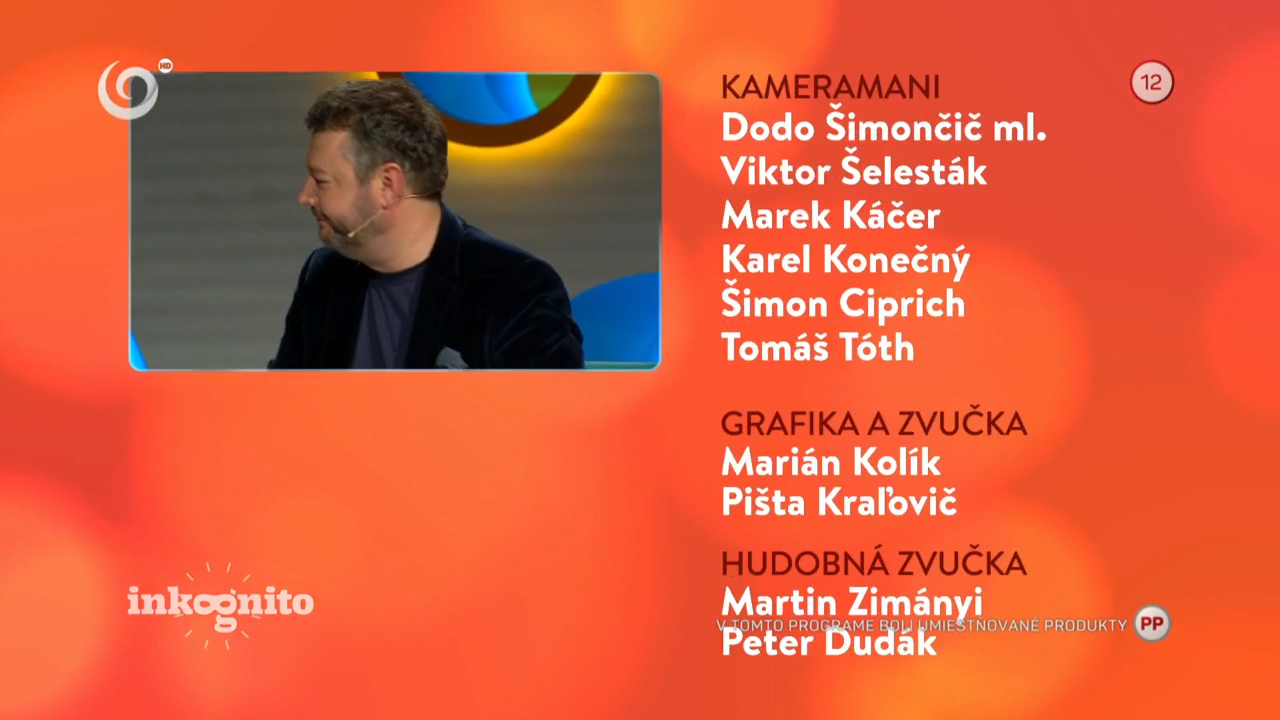 HD
12
KAMERAMANI
Dodo Šimončič ml.
Viktor Šelesták
Marek Káčer
Karel Konečný
Šimon Ciprich
Tomáš Tóth
GRAFIKA A ZVUČKA
Marián Kolík
Pišta Kraľovič
HUDOBNÁ ZVUČKA
Martin Zimányi
V TOMTO PROGRAME BOLI UMIESTŇOVANÉ PRODUKTY PP
Peter Dudák
inkognito